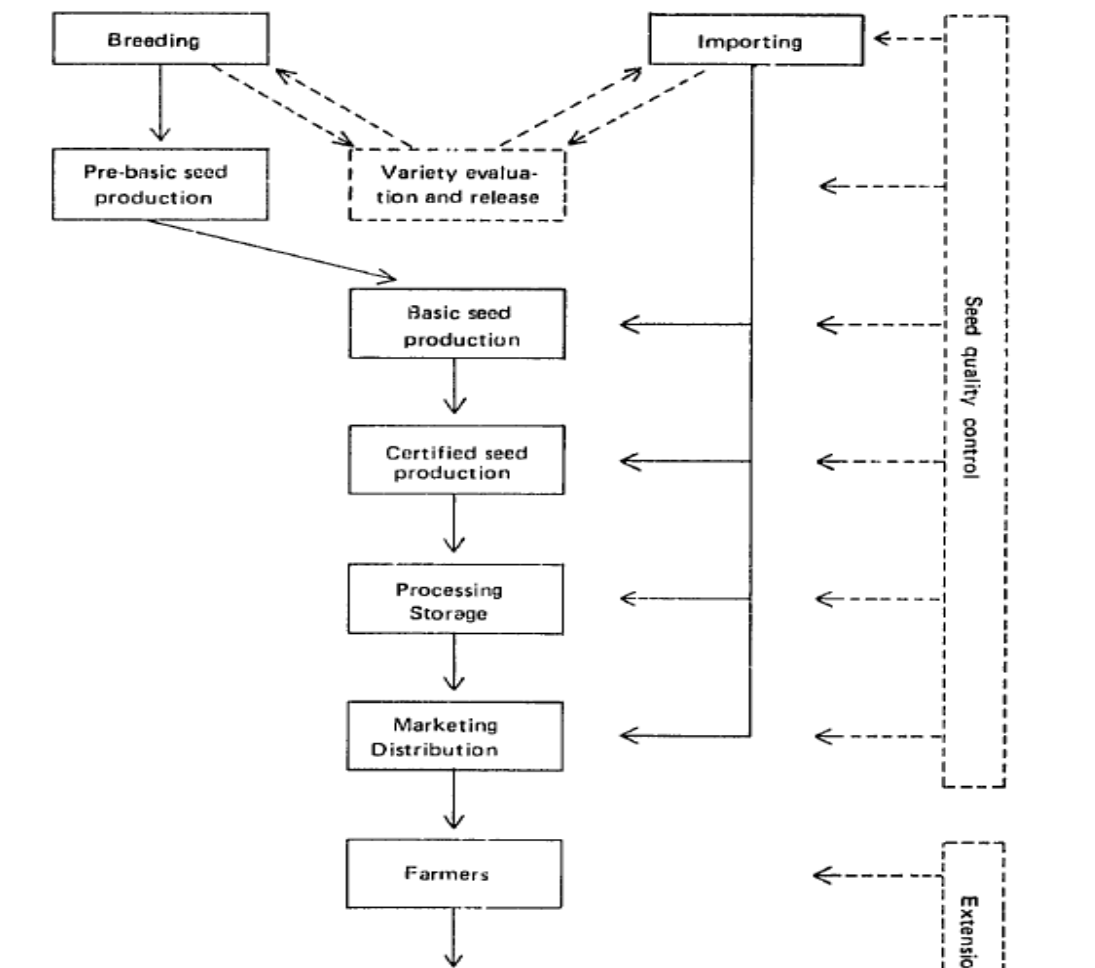 Breeding
Importing
Pre-basic seed
production
Variety evalua-
tion and release
Basic seed
production
Certified seed
production
Processing
Storage
Marketing
Distribution
Farmers
Seed quality control
Extensio